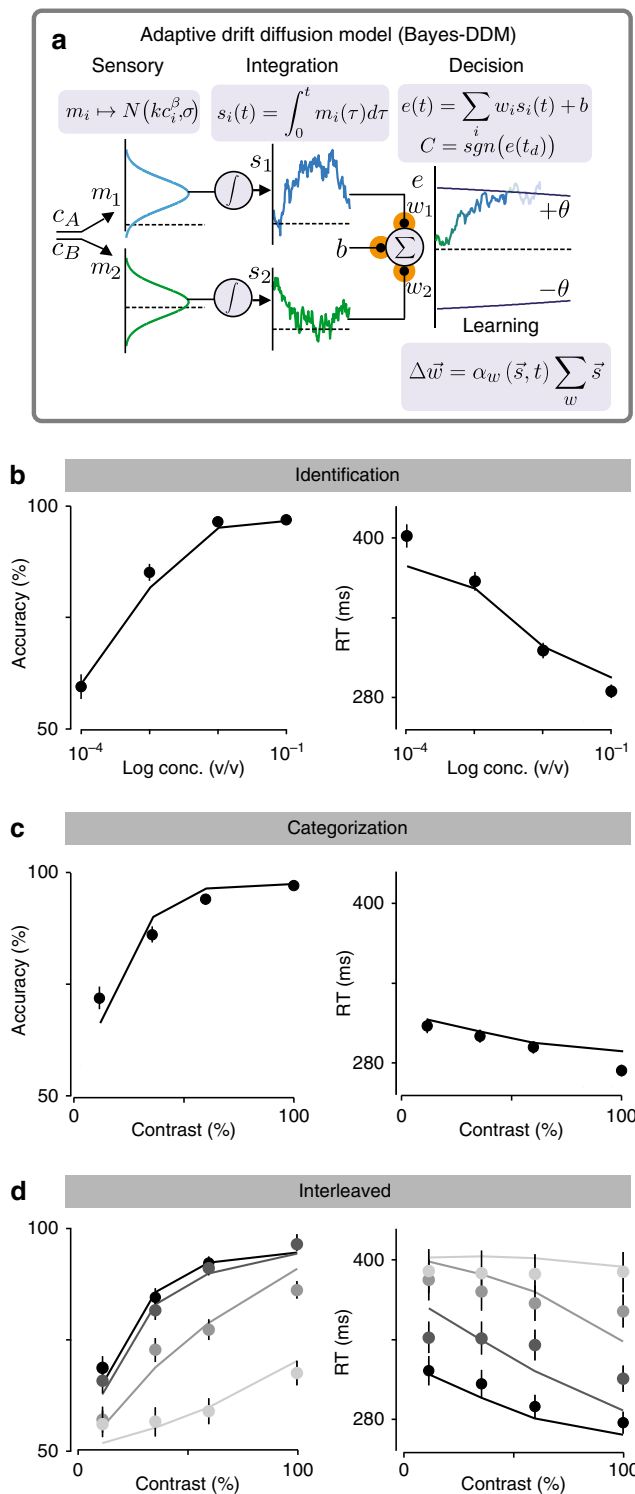 a
Adaptive drift diffusion model (Bayes-DDM)
Sensory
Integration
Decision
m_i ↦ N(kc_i^β,σ)
s_i(t) = ∫_0^t m_i(τ)dτ
e(t) = ∑_i w_i s_i(t) + b
C = sgn(e(t_d))
m_1
c_A
c_B
m_2
∫
∫
s_1
s_2
w_1
b
∑
w_2
e
+θ
−θ
Learning
Δw⃗ = α_w (s⃗, t) ∑_w s⃗
b
Identification
100
50
Accuracy (%)
10^−4
10^−1
Log conc. (v/v)
400
280
RT (ms)
10^−4
10^−1
Log conc. (v/v)
c
Categorization
100
50
Accuracy (%)
0
100
Contrast (%)
400
280
RT (ms)
0
100
Contrast (%)
d
Interleaved
100
50
Accuracy (%)
0
100
Contrast (%)
400
280
RT (ms)
0
100
Contrast (%)